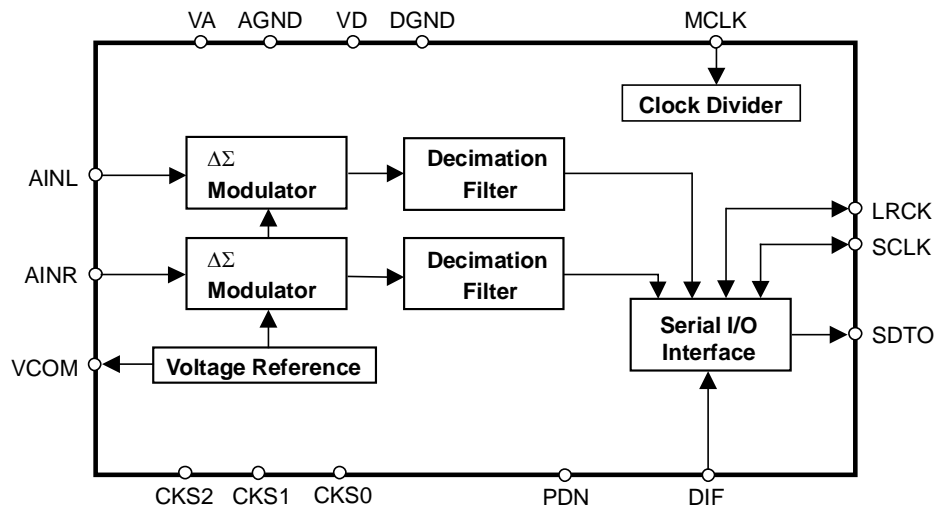 VA AGND VD DGND MCLK
Clock Divider
AINL
ΔΣ
Modulator
Decimation
Filter
LRCK
SCLK
AINR
ΔΣ
Modulator
Decimation
Filter
Serial I/O
Interface
SDTO
VCOM
Voltage Reference
CKS2 CKS1 CKS0 PDN DIF